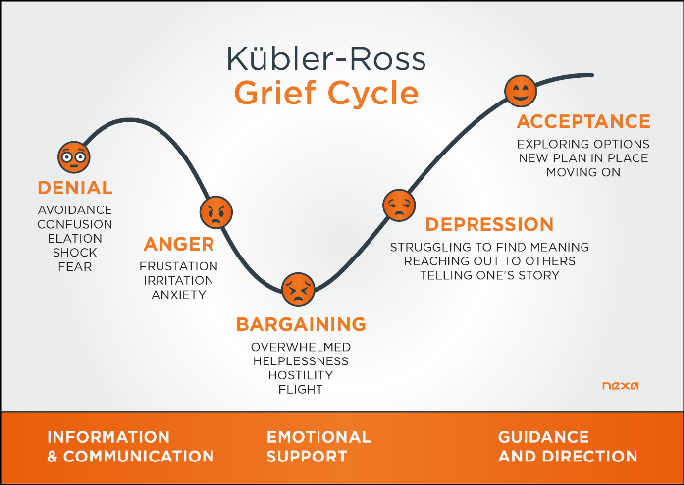 Kübler-Ross
Grief Cycle
DENIAL
AVOIDANCE
CONFUSION
ELATION
SHOCK
FEAR
ANGER
FRUSTATION
IRRITATION
ANXIETY
BARGAINING
OVERWHELMED
HELPLESSNESS
HOSTILITY
FLIGHT
DEPRESSION
STRUGGLING TO FIND MEANING
REACHING OUT TO OTHERS
TELLING ONE'S STORY
ACCEPTANCE
EXPLORING OPTIONS
NEW PLAN IN PLACE
MOVING ON
nexa
INFORMATION
& COMMUNICATION
EMOTIONAL
SUPPORT
GUIDANCE
AND DIRECTION